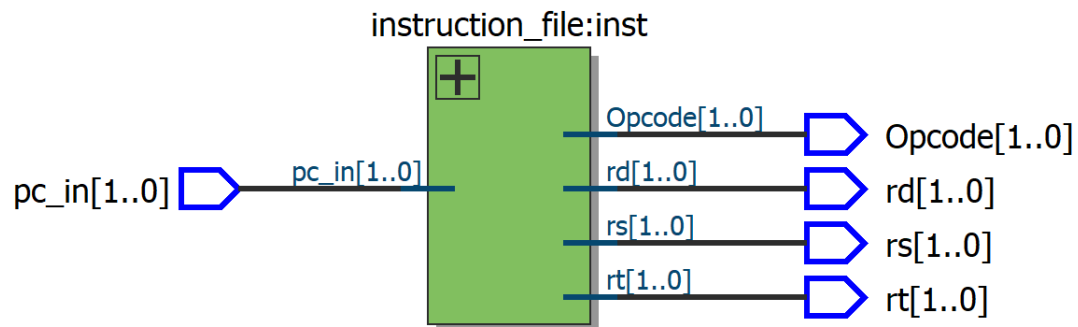 instruction_file:inst
pc_in[1..0]
pc_in[1..0]
Opcode[1..0]
Opcode[1..0]
rd[1..0]
rd[1..0]
rs[1..0]
rs[1..0]
rt[1..0]
rt[1..0]